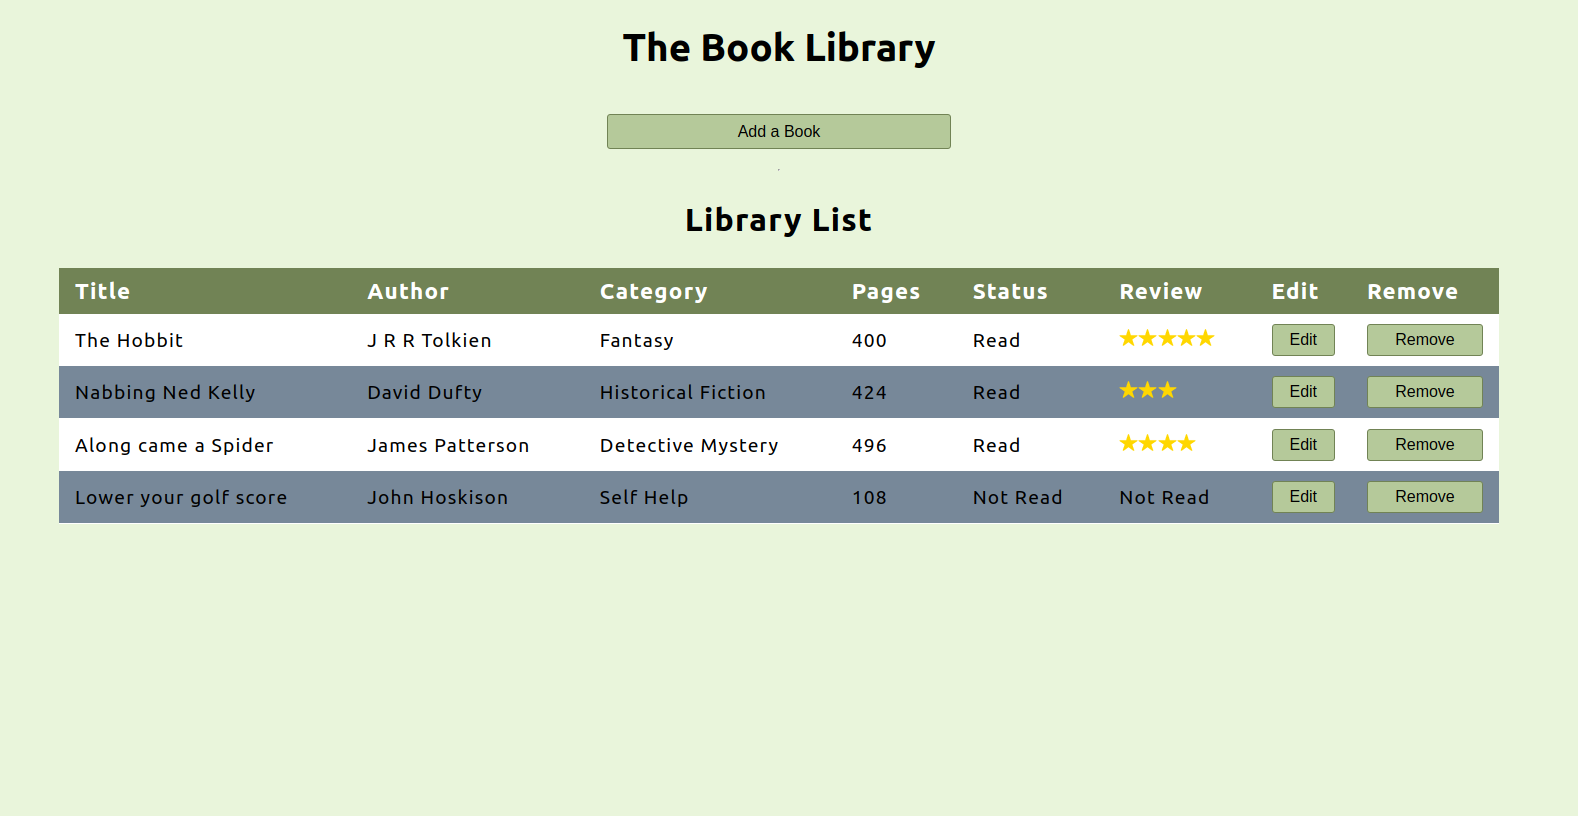 The Book Library
Add a Book
Library List
Title Author Category Pages Status Review Edit Remove
The Hobbit J R R Tolkien Fantasy 400 Read ★★★★★ Edit Remove
Nabbing Ned Kelly David Dufty Historical Fiction 424 Read ★★★ Edit Remove
Along came a Spider James Patterson Detective Mystery 496 Read ★★★★ Edit Remove
Lower your golf score John Hoskison Self Help 108 Not Read Not Read Edit Remove